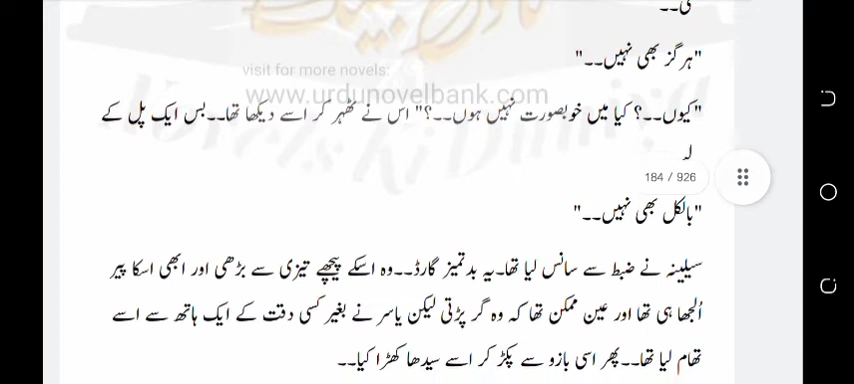 "ہرگز بھی نہیں۔۔"
visit for more novels:
www.urdunovelbank.com
"کیوں۔۔؟ کیا میں خوبصورت نہیں ہوں۔۔؟" اس نے ٹھہر کر اسے دیکھا تھا۔۔بس ایک پل کے
184 / 926
"بالکل بھی نہیں۔۔"
سیلینہ نے ضبط سے سانس لیا تھا۔یہ بدتمیز گارڈ۔۔وہ اسکے پیچھے تیزی سے بڑھی اور ابھی اسکا پیر
اُلجھا ہی تھا اور عین ممکن تھا کہ وہ گر پڑتی لیکن یاسر نے بغیر کسی دقت کے ایک ہاتھ سے اسے
تھام لیا تھا۔۔پھر اسی بازو سے پکڑ کر اسے سیدھا کھڑا کیا۔۔